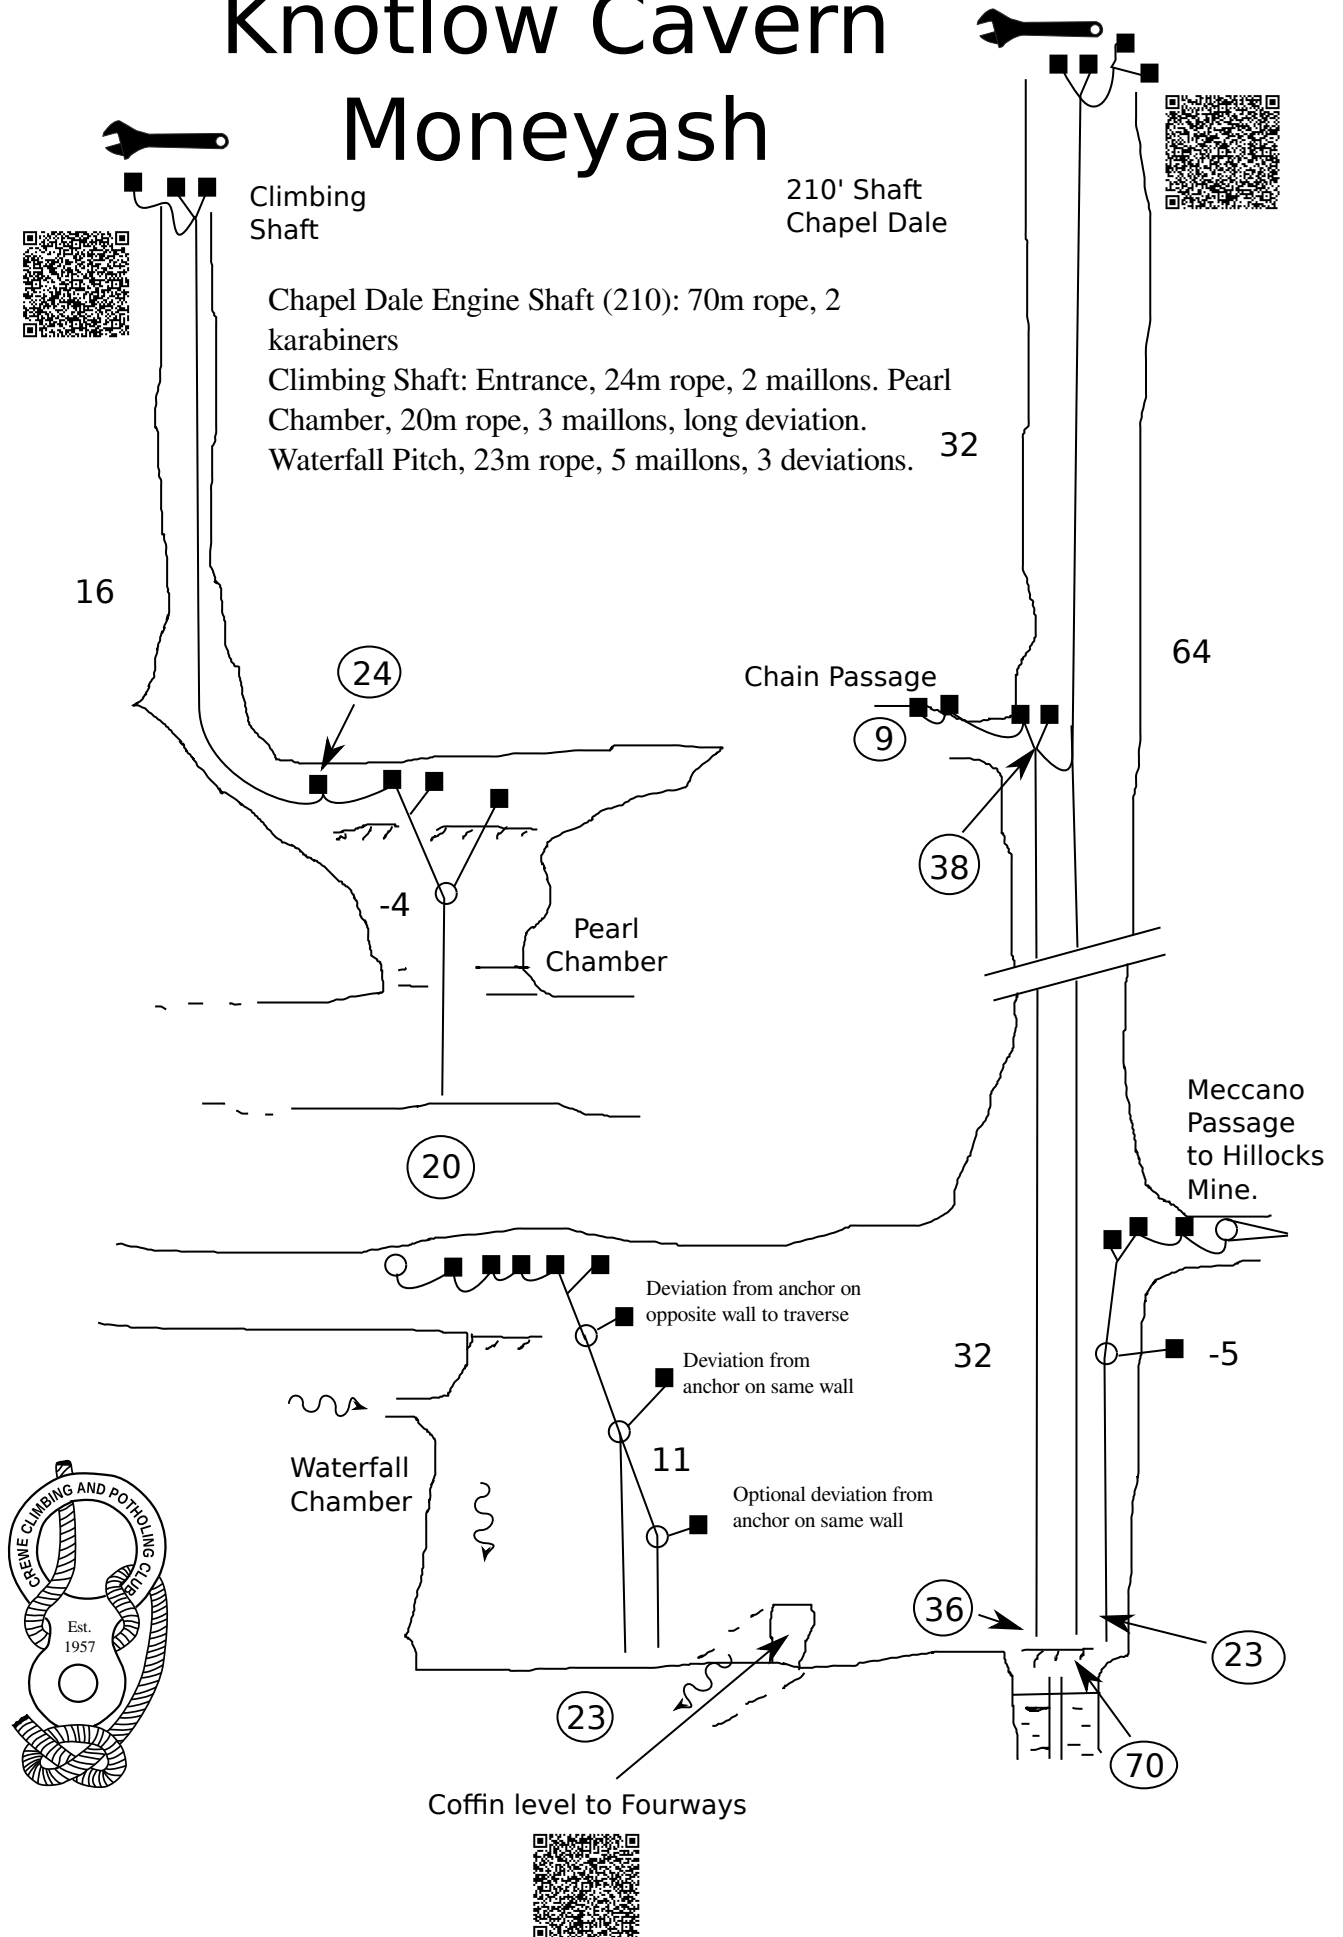 Knotlow Cavern
Moneyash
Climbing
Shaft
210' Shaft
Chapel Dale
Chapel Dale Engine Shaft (210): 70m rope, 2
karabiners
Climbing Shaft: Entrance, 24m rope, 2 maillons. Pearl
Chamber, 20m rope, 3 maillons, long deviation.
Waterfall Pitch, 23m rope, 5 maillons, 3 deviations.
32
16
64
24
Chain Passage
9
38
-4
Pearl
Chamber
Meccano
Passage
to Hillocks
Mine.
20
Deviation from anchor on
opposite wall to traverse
Deviation from
anchor on same wall
32
-5
11
Waterfall
Chamber
Optional deviation from
anchor on same wall
CREWE CLIMBING AND POTHOLING CLUB
Est.
1957
36
23
23
70
Coffin level to Fourways